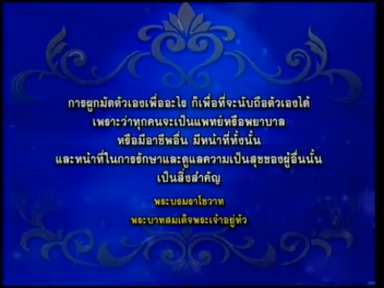 การผูกมัดตัวเองเพื่ออะไร ก็เพื่อที่จะนับถือตัวเองได้
เพราะว่าทุกคนจะเป็นแพทย์หรือพยาบาล
หรือมีอาชีพอื่น มีหน้าที่ทั้งนั้น
และหน้าที่ในการรักษาและดูแลความเป็นสุขของผู้อื่นนั้น
เป็นสิ่งสำคัญ
พระบรมราโชวาท
พระบาทสมเด็จพระเจ้าอยู่หัว